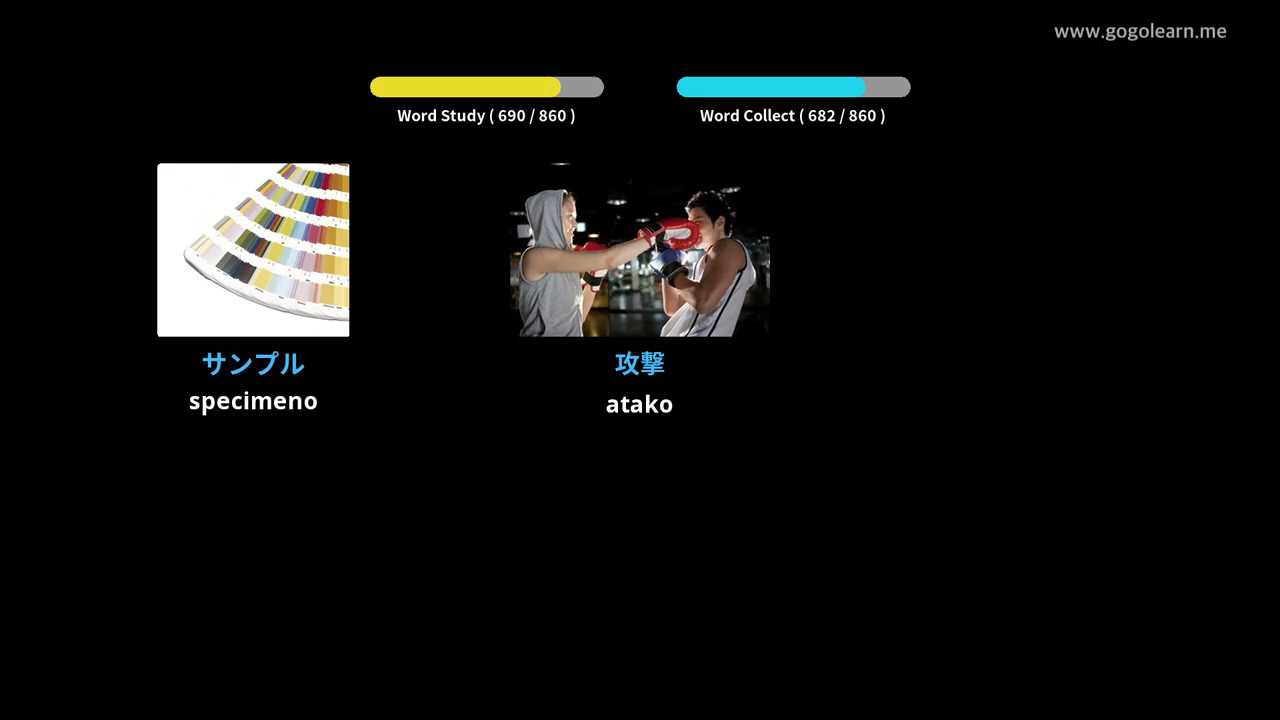 www.gogolearn.me
Word Study ( 690 / 860 )
Word Collect ( 682 / 860 )
サンプル
specimeno
攻撃
atako